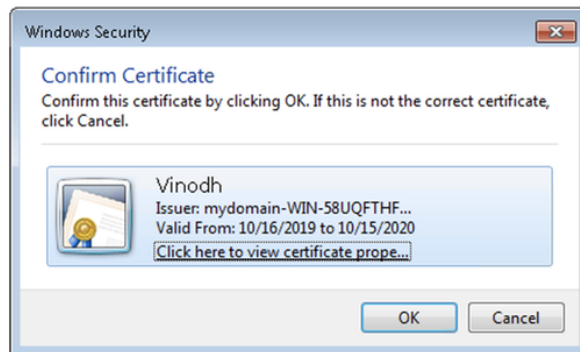 Windows Security
Confirm Certificate
Confirm this certificate by clicking OK. If this is not the correct certificate,
click Cancel.
Vinodh
Issuer: mydomain-WIN-58UQFTHF...
Valid From: 10/16/2019 to 10/15/2020
Click here to view certificate prope...
OK
Cancel